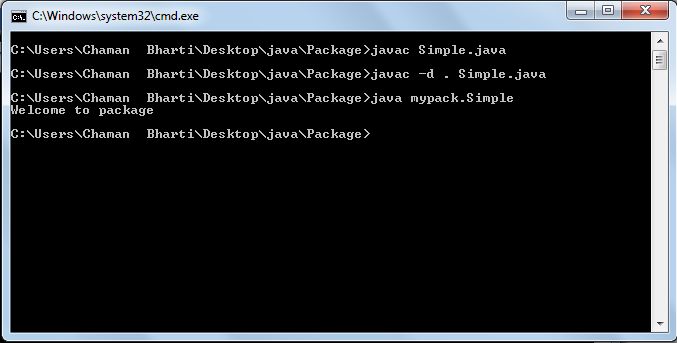 C:\Windows\system32\cmd.exe
C:\Users\Chaman  Bharti\Desktop\java\Package>javac Simple.java
C:\Users\Chaman  Bharti\Desktop\java\Package>javac -d . Simple.java
C:\Users\Chaman  Bharti\Desktop\java\Package>java mypack.Simple
Welcome to package
C:\Users\Chaman  Bharti\Desktop\java\Package>